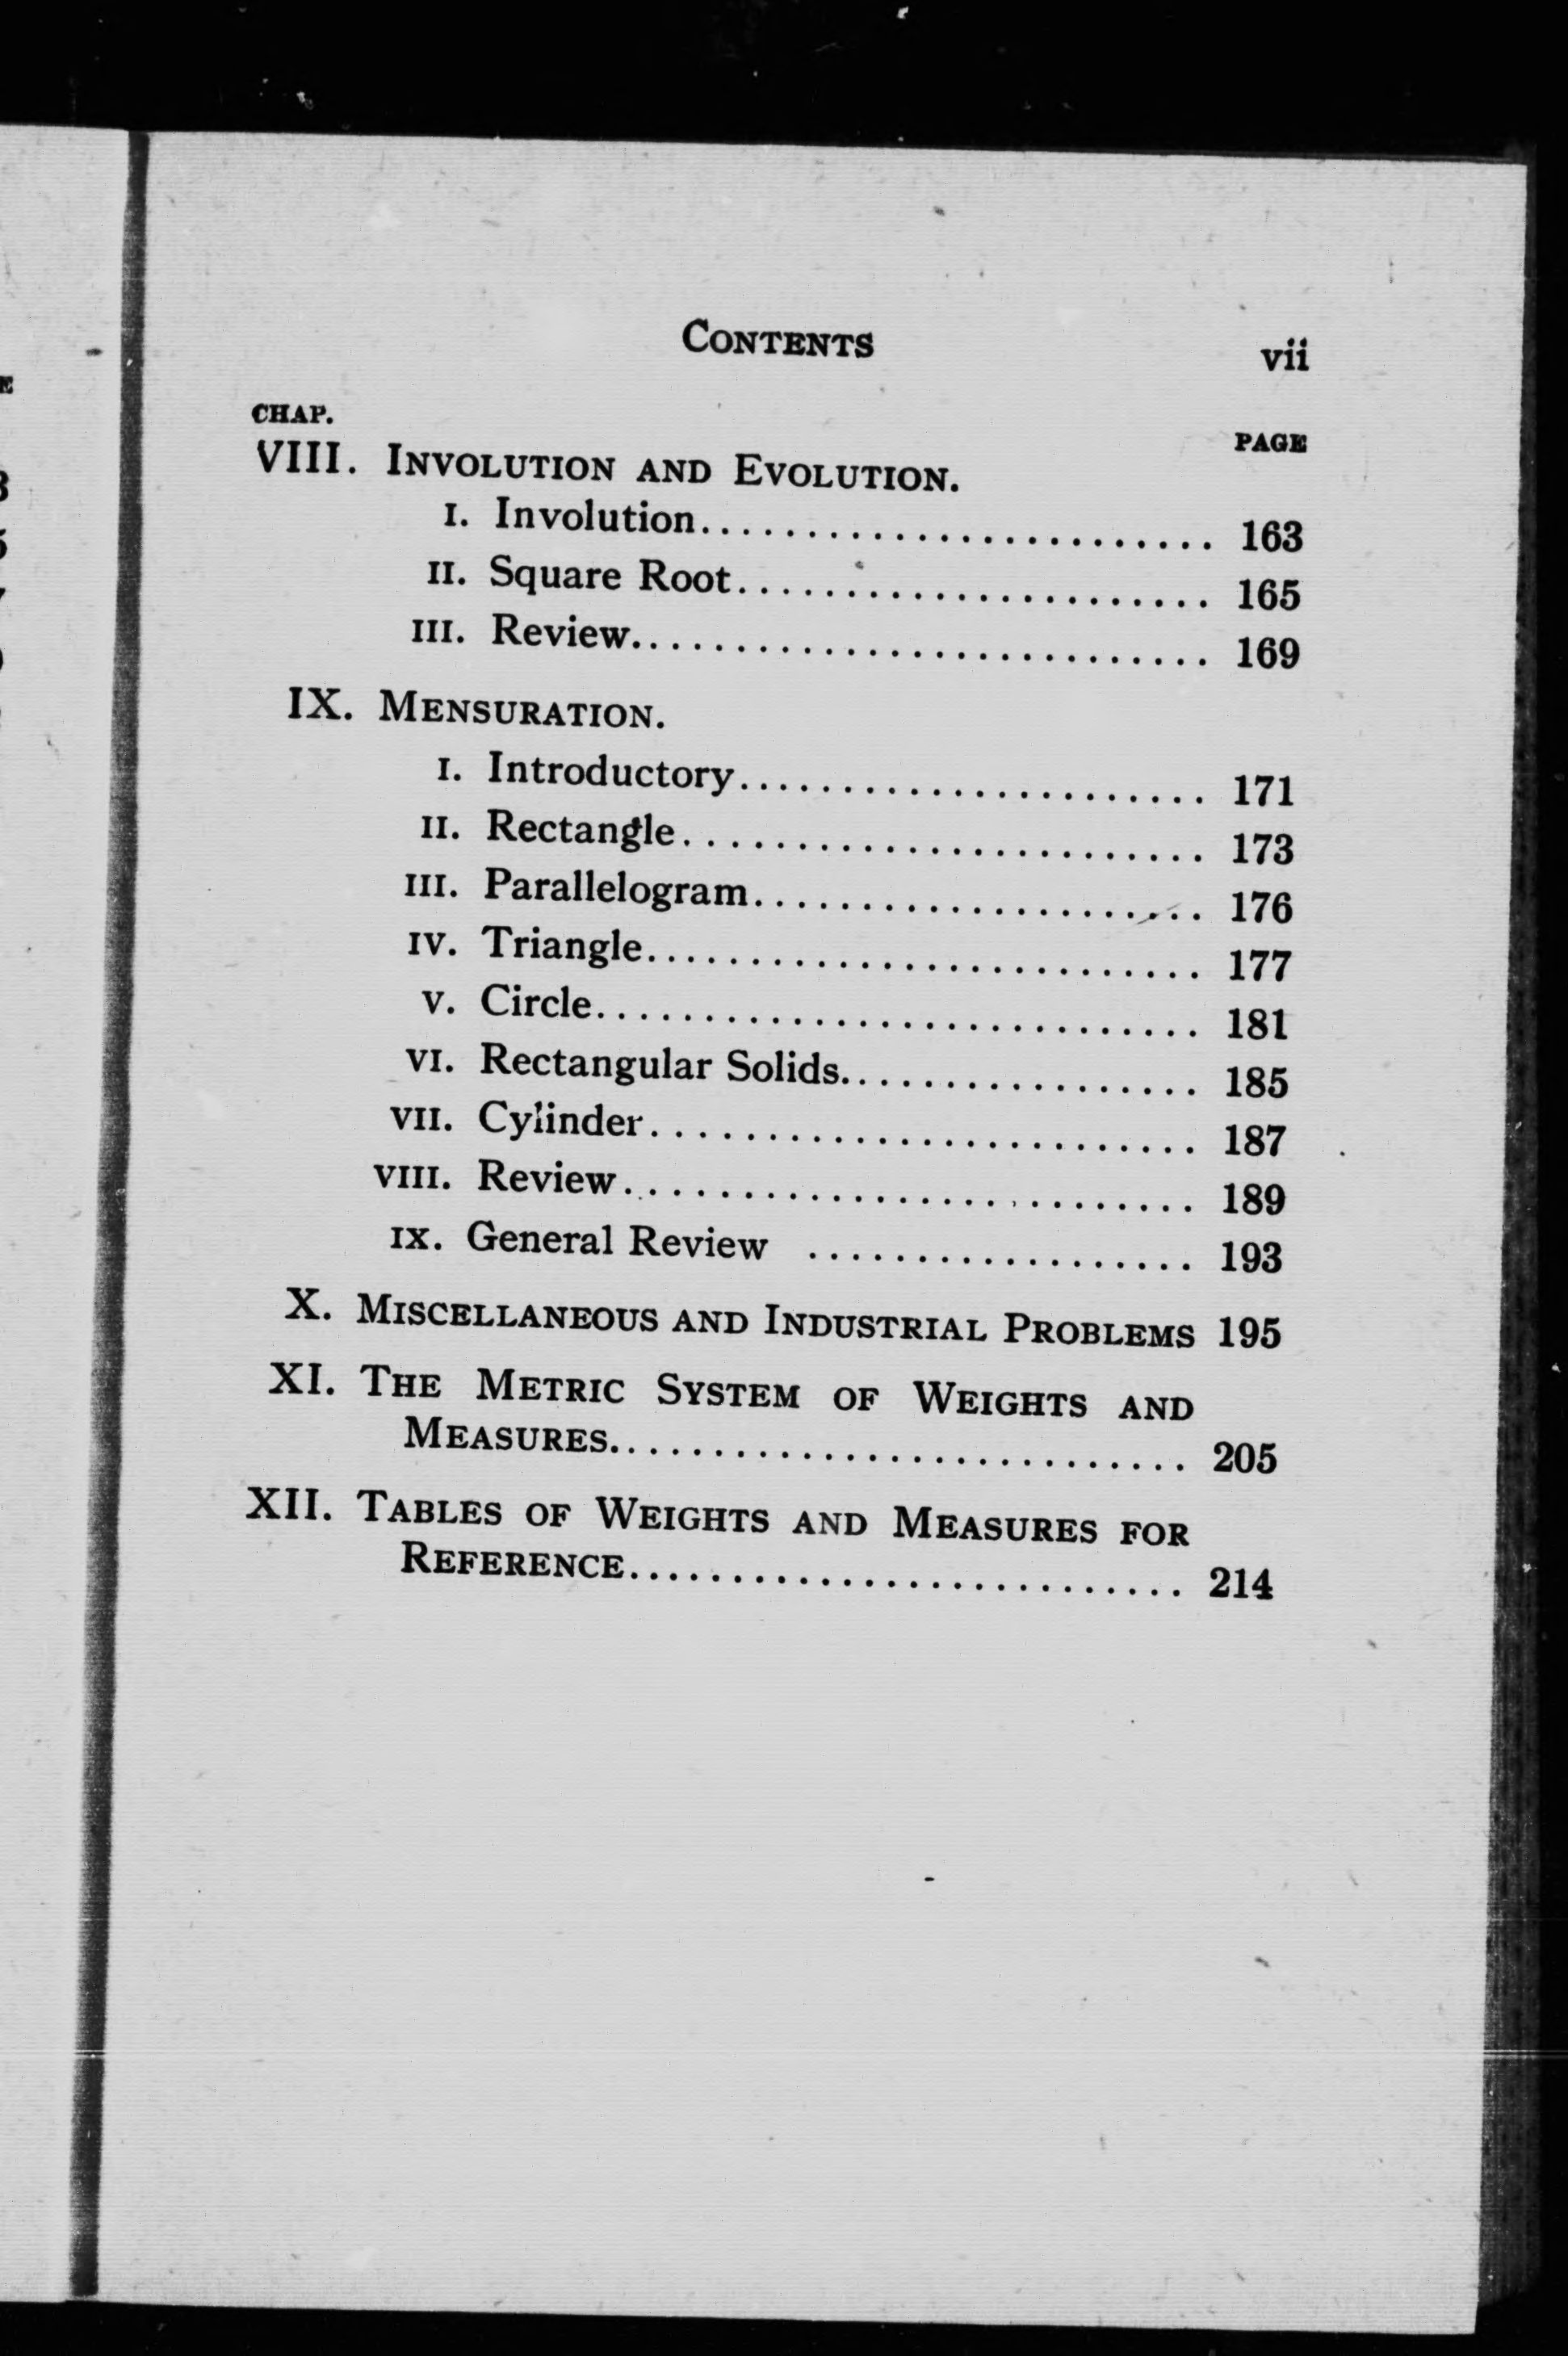 CONTENTS vii
CHAP. PAGE
VIII. INVOLUTION AND EVOLUTION.
I. Involution......................... 163
II. Square Root....................... 165
III. Review............................ 169
IX. MENSURATION.
I. Introductory....................... 171
II. Rectangle......................... 173
III. Parallelogram..................... 176
IV. Triangle........................... 177
V. Circle............................. 181
VI. Rectangular Solids................. 185
VII. Cylinder.......................... 187
VIII. Review............................ 189
IX. General Review .................. 193
X. MISCELLANEOUS AND INDUSTRIAL PROBLEMS 195
XI. THE METRIC SYSTEM OF WEIGHTS AND
MEASURES............................ 205
XII. TABLES OF WEIGHTS AND MEASURES FOR
REFERENCE........................... 214